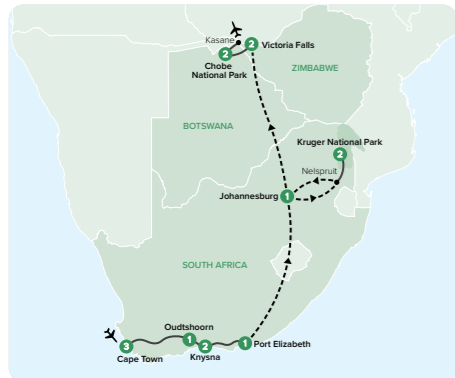 Kasane
2
Victoria Falls
2
Chobe
National Park
ZIMBABWE
BOTSWANA
Kruger National Park
2
Nelspruit
Johannesburg
1
SOUTH AFRICA
Oudtshoorn
3
1
2
1
Port Elizabeth
Cape Town
Knysna